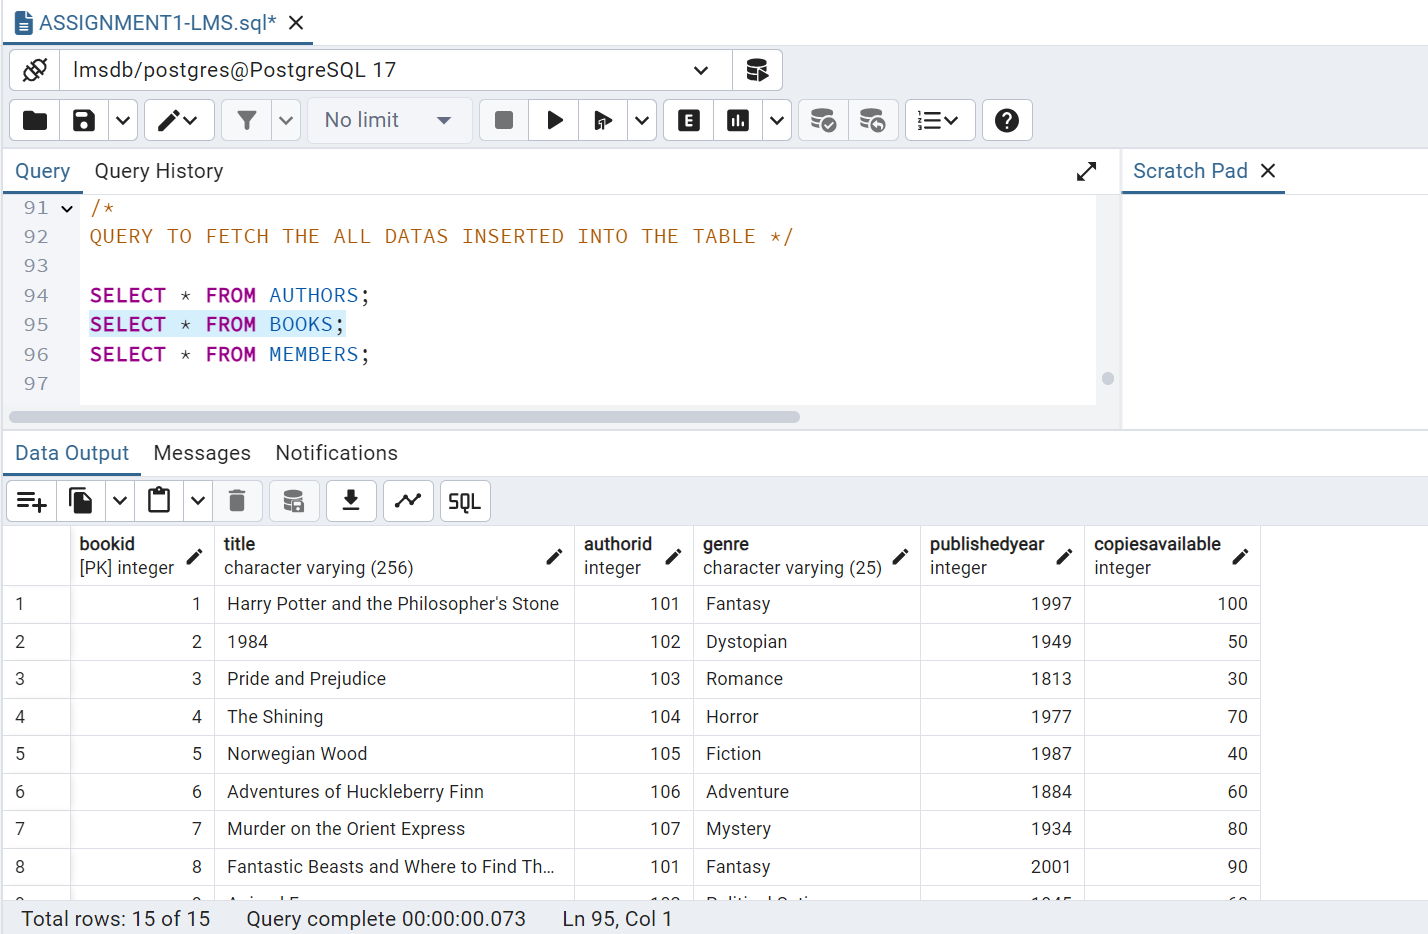 ASSIGNMENT1-LMS.sql*
lmsdb/postgres@PostgreSQL 17
No limit
E
Query Query History
Scratch Pad
91 /*
92 QUERY TO FETCH THE ALL DATAS INSERTED INTO THE TABLE */
93
94 SELECT * FROM AUTHORS;
95 SELECT * FROM BOOKS;
96 SELECT * FROM MEMBERS;
97
Data Output Messages Notifications
SQL
bookid title authorid genre publishedyear copiesavailable
[PK] integer character varying (256) integer character varying (25) integer integer
1 1 Harry Potter and the Philosopher's Stone 101 Fantasy 1997 100
2 2 1984 102 Dystopian 1949 50
3 3 Pride and Prejudice 103 Romance 1813 30
4 4 The Shining 104 Horror 1977 70
5 5 Norwegian Wood 105 Fiction 1987 40
6 6 Adventures of Huckleberry Finn 106 Adventure 1884 60
7 7 Murder on the Orient Express 107 Mystery 1934 80
8 8 Fantastic Beasts and Where to Find Th... 101 Fantasy 2001 90
Total rows: 15 of 15 Query complete 00:00:00.073 Ln 95, Col 1